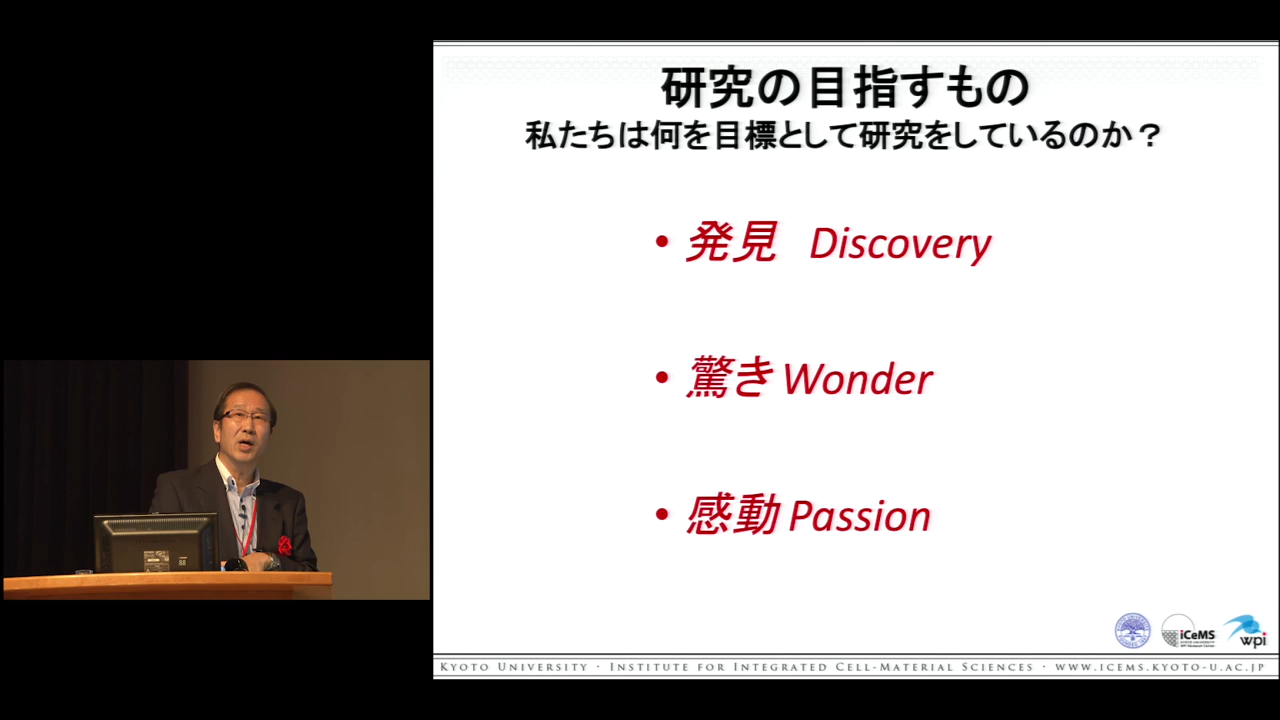 研究の目指すもの
私たちは何を目標として研究をしているのか？
• 発見 Discovery
• 驚き Wonder
• 感動 Passion
iCeMS
wpi
KYOTO UNIVERSITY · INSTITUTE FOR INTEGRATED CELL-MATERIAL SCIENCES · WWW.ICEMS.KYOTO-U.AC.JP